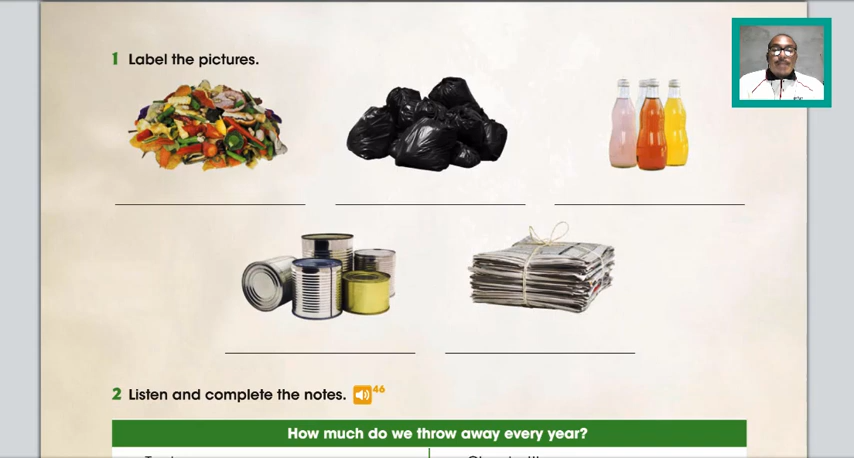 1 Label the pictures.
2 Listen and complete the notes. 46
How much do we throw away every year?